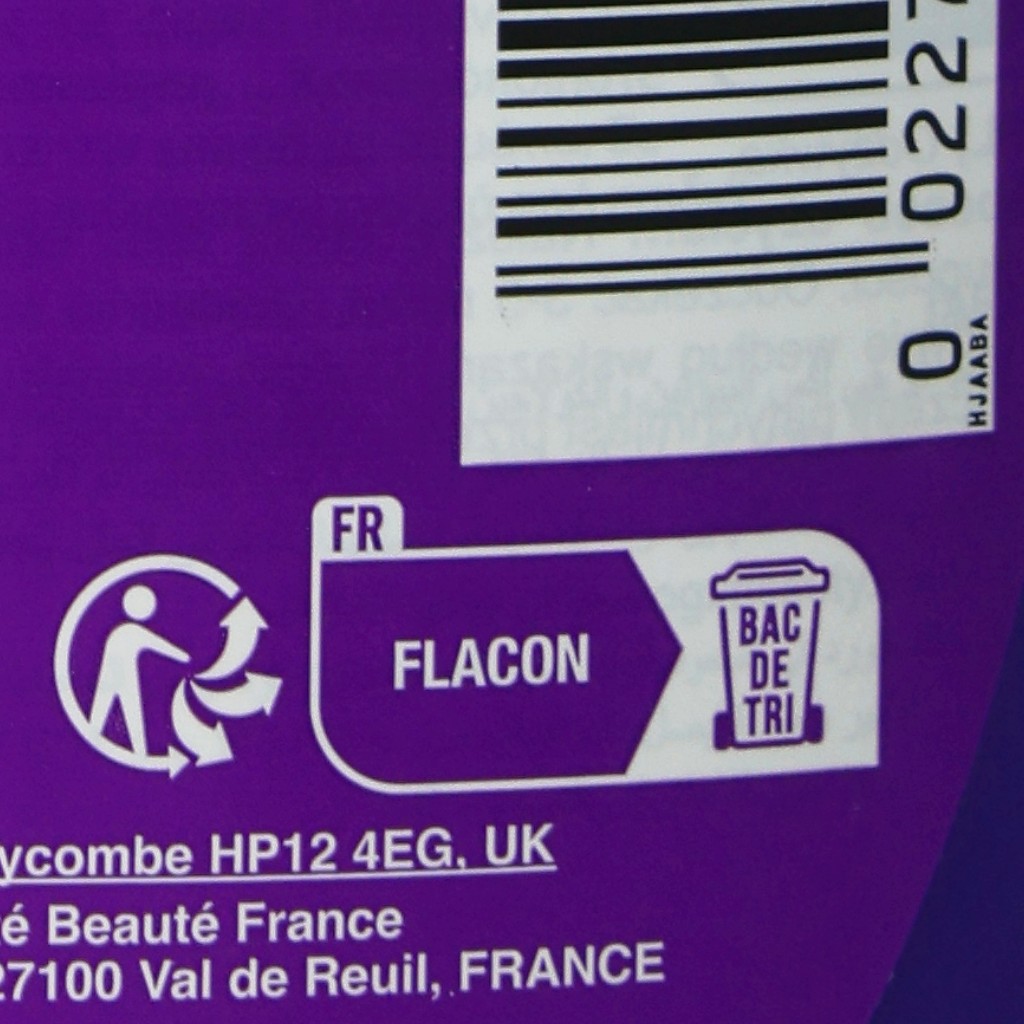 0 0227
HJAABA
FR
FLACON
BAC
DE
TRI
ycombe HP12 4EG, UK
té Beauté France
27100 Val de Reuil, FRANCE